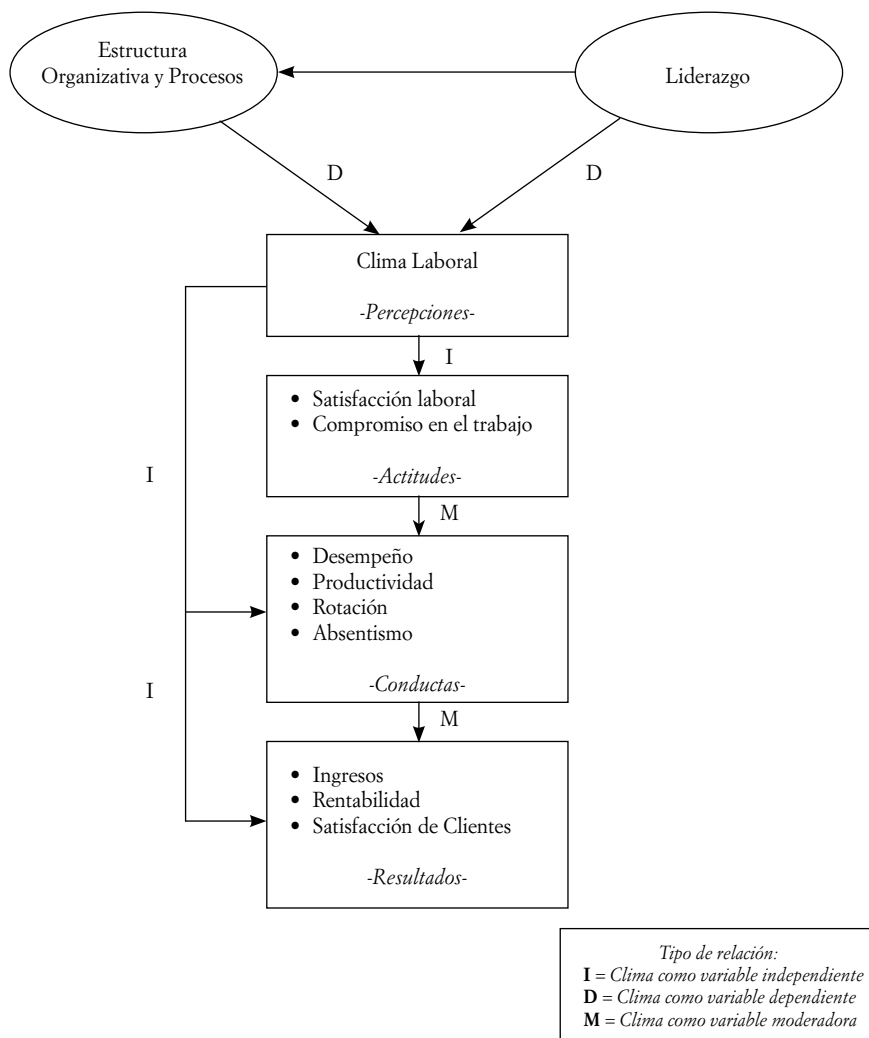 Estructura
Organizativa y Procesos
Liderazgo
D
D
Clima Laboral
-Percepciones-
I
• Satisfacción laboral
• Compromiso en el trabajo
-Actitudes-
I
M
• Desempeño
• Productividad
• Rotación
• Absentismo
-Conductas-
I
M
• Ingresos
• Rentabilidad
• Satisfacción de Clientes
-Resultados-
Tipo de relación:
I = Clima como variable independiente
D = Clima como variable dependiente
M = Clima como variable moderadora